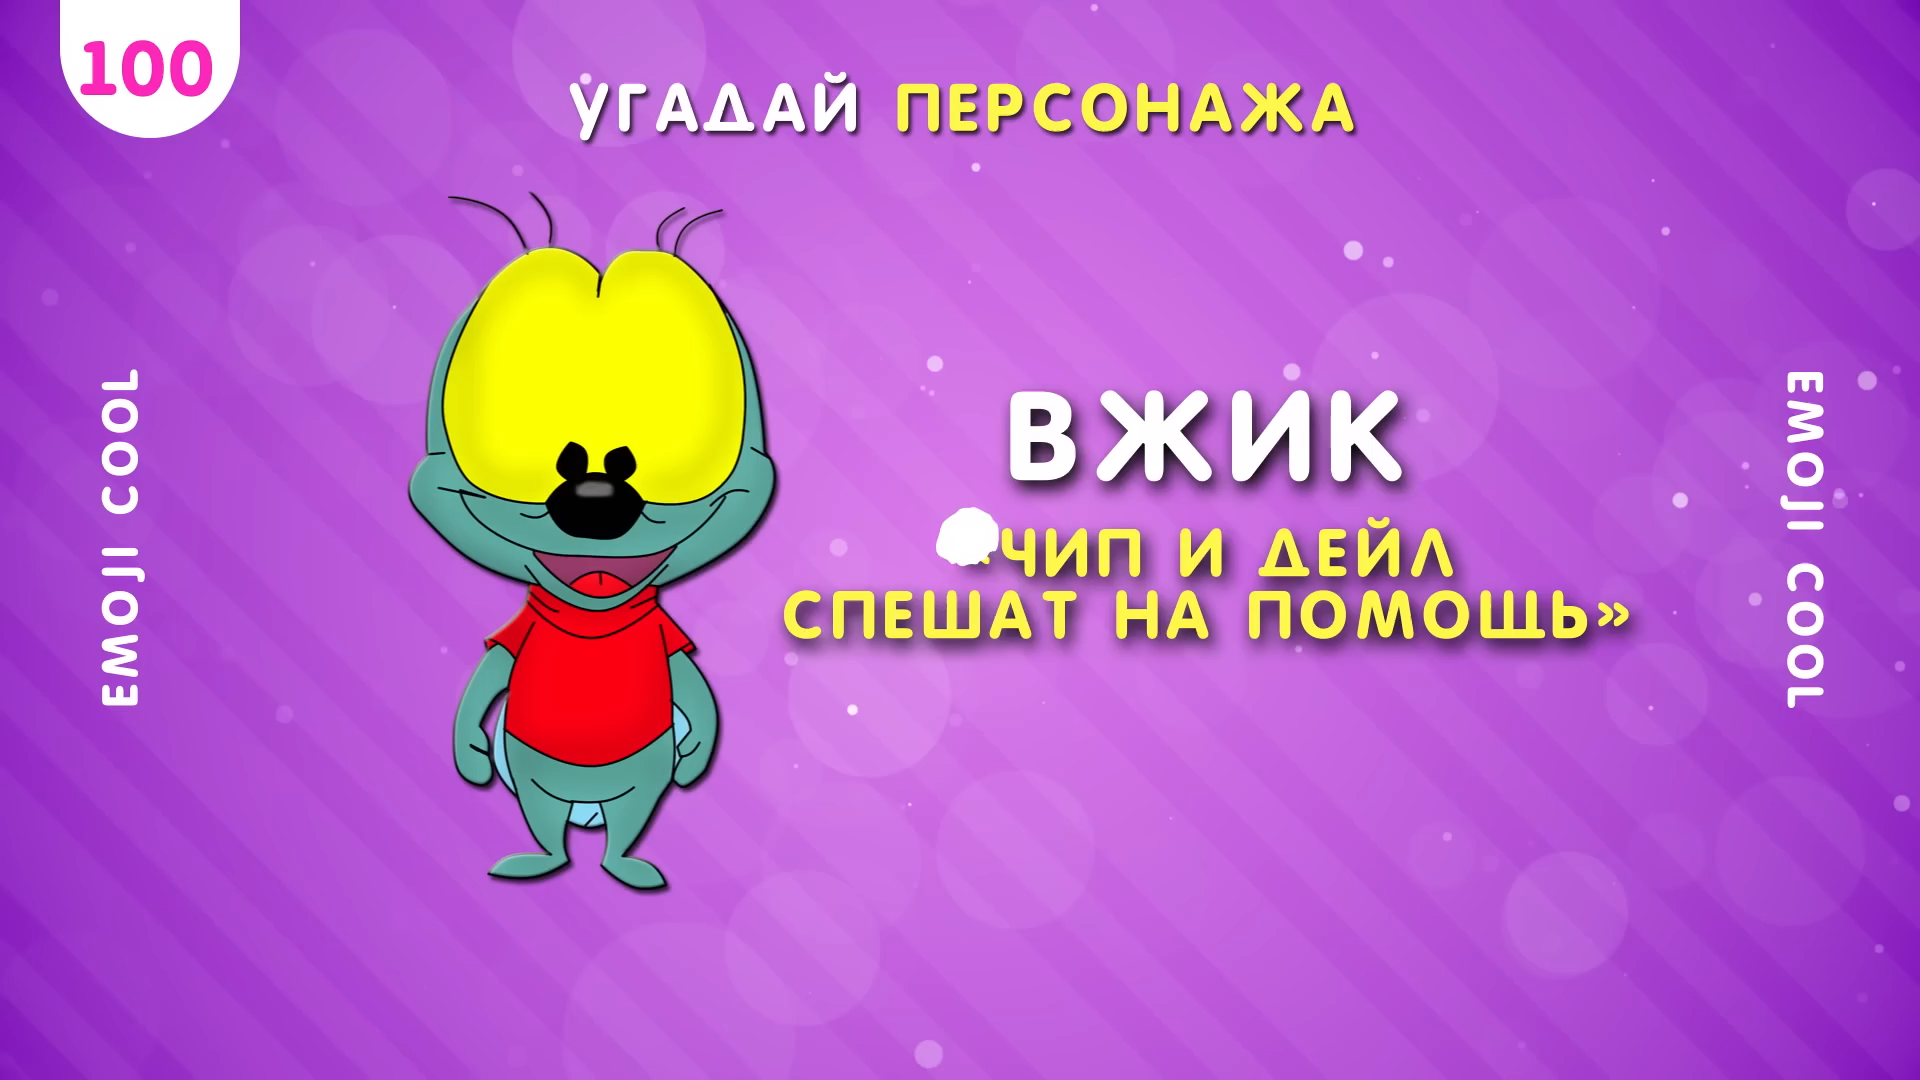 100
УГАДАЙ ПЕРСОНАЖА
EMOJI COOL
ВЖИК
«ЧИП И ДЕЙЛ
СПЕШАТ НА ПОМОЩЬ»
EMOJI COOL